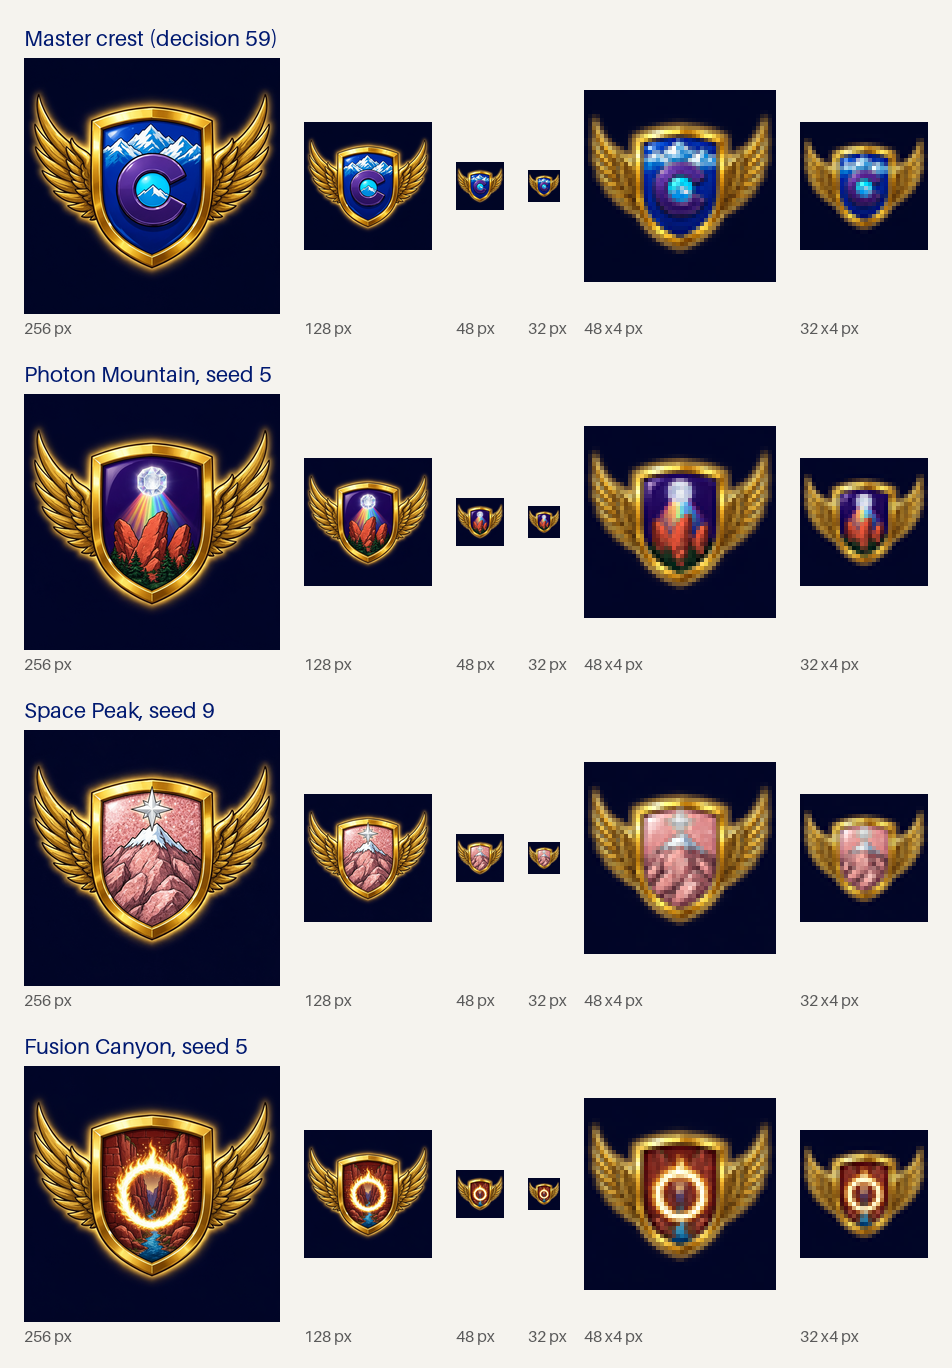 Master crest (decision 59)
C
C
C
C
C
C
256 px
128 px
48 px
32 px
48 x4 px
32 x4 px
Photon Mountain, seed 5
256 px
128 px
48 px
32 px
48 x4 px
32 x4 px
Space Peak, seed 9
256 px
128 px
48 px
32 px
48 x4 px
32 x4 px
Fusion Canyon, seed 5
256 px
128 px
48 px
32 px
48 x4 px
32 x4 px